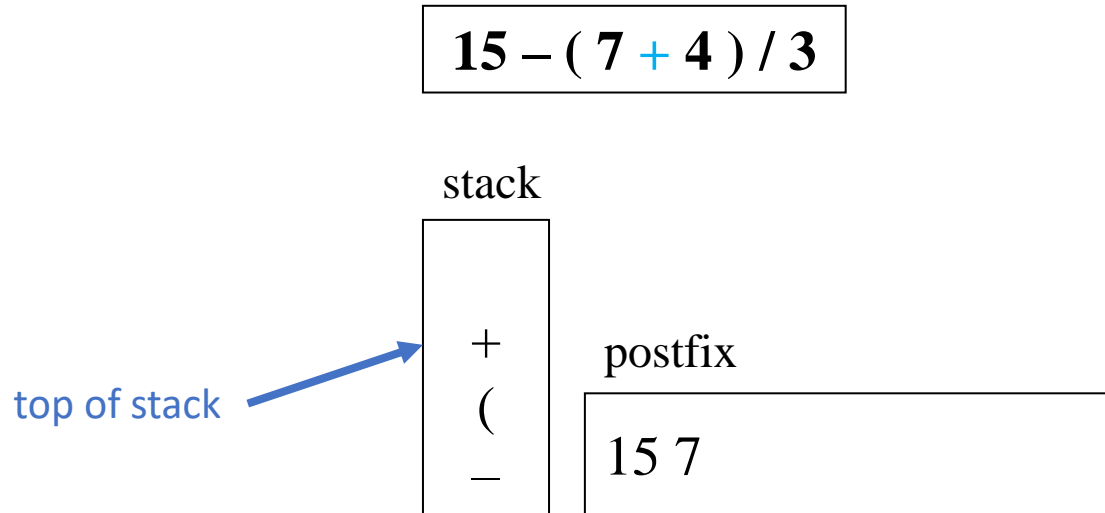 15 – ( 7 + 4 ) / 3
stack
+
postfix
top of stack
(
15 7
–